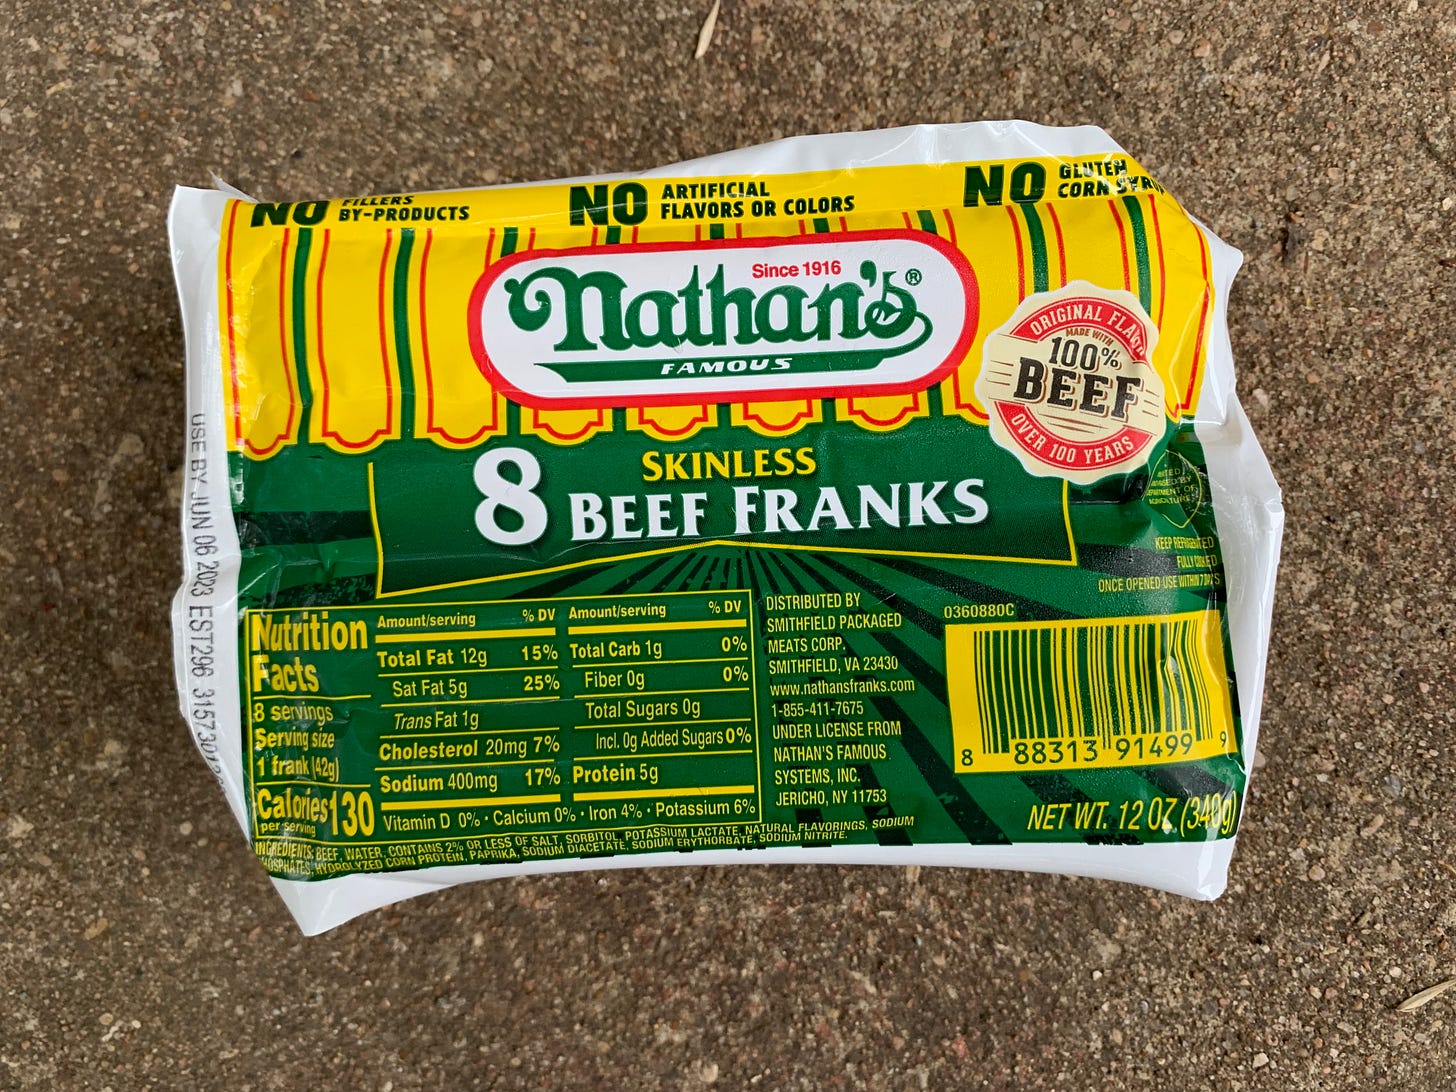 NO FILLERS
BY-PRODUCTS
NO ARTIFICIAL
FLAVORS OR COLORS
NO GLUTEN
CORN SYRUP
Since 1916
Nathan's®
FAMOUS
ORIGINAL FLAV
MADE WITH
100%
BEEF
OVER 100 YEARS
8 SKINLESS
BEEF FRANKS
KEEP REFRIGERATED
FULLY COOKED
ONCE OPENED USE WITHIN 7 DAYS
USE BY JUN 06 2023 EST296 3157301
Nutrition
Facts
8 servings
Serving size
1 frank (42g)
Calories 130
per serving
Amount/serving % DV
Total Fat 12g 15%
Sat Fat 5g 25%
Trans Fat 1g
Cholesterol 20mg 7%
Sodium 400mg 17%
Amount/serving % DV
Total Carb 1g 0%
Fiber 0g 0%
Total Sugars 0g
Incl. 0g Added Sugars 0%
Protein 5g
Vitamin D 0% • Calcium 0% • Iron 4% • Potassium 6%
INGREDIENTS: BEEF, WATER, CONTAINS 2% OR LESS OF SALT, SORBITOL, POTASSIUM LACTATE, NATURAL FLAVORINGS, SODIUM
PHOSPHATES, HYDROLYZED CORN PROTEIN, PAPRIKA, SODIUM DIACETATE, SODIUM ERYTHORBATE, SODIUM NITRITE.
DISTRIBUTED BY
SMITHFIELD PACKAGED
MEATS CORP.
SMITHFIELD, VA 23430
www.nathansfranks.com
1-855-411-7675
UNDER LICENSE FROM
NATHAN'S FAMOUS
SYSTEMS, INC.
JERICHO, NY 11753
0360880C
8 88313 91499 9
NET WT. 12 OZ (340g)